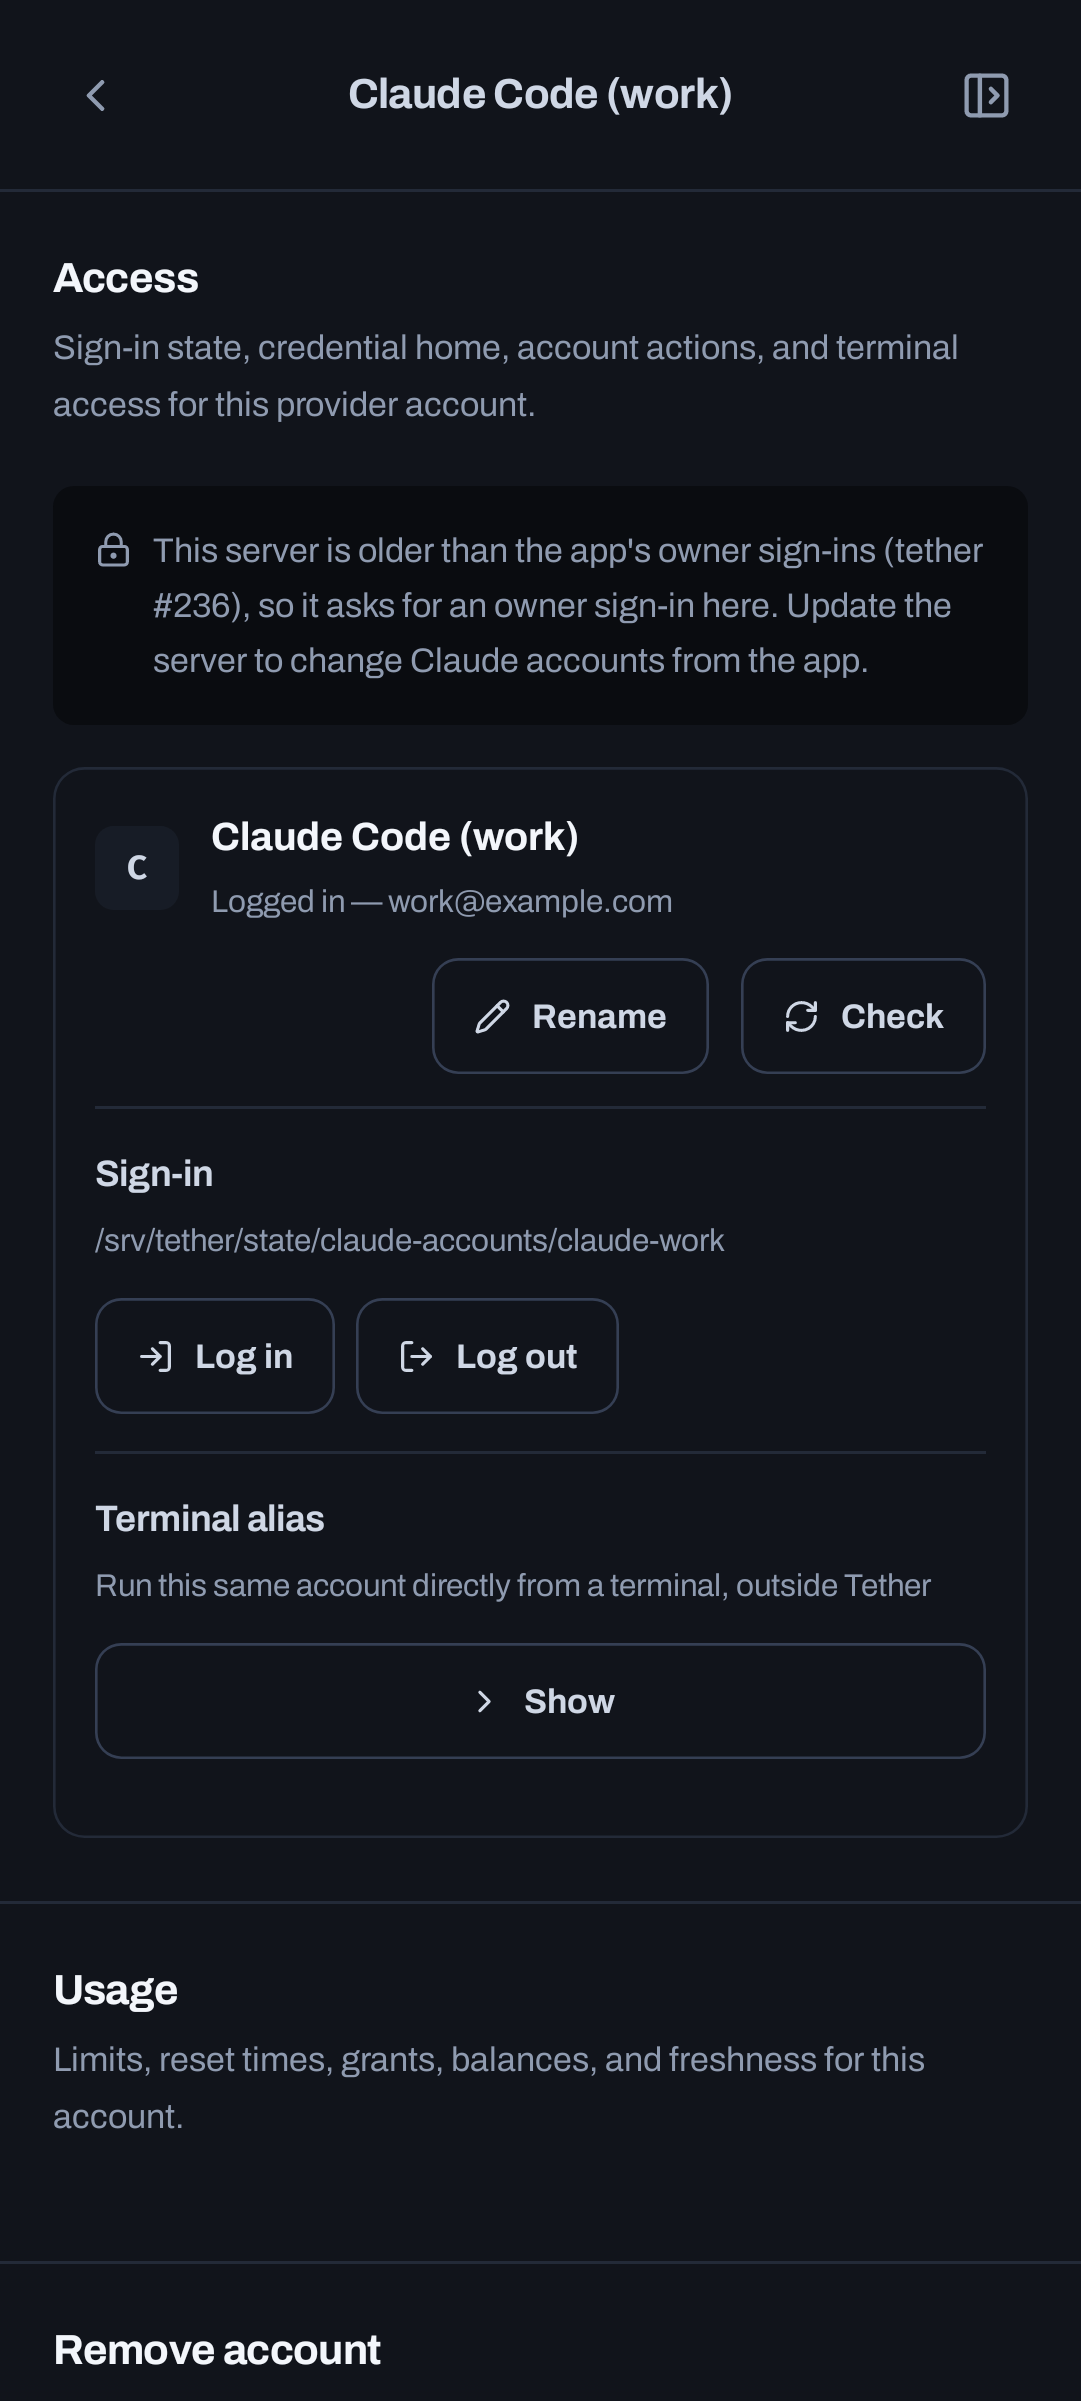 Claude Code (work)
Access
Sign-in state, credential home, account actions, and terminal
access for this provider account.
This server is older than the app's owner sign-ins (tether
#236), so it asks for an owner sign-in here. Update the
server to change Claude accounts from the app.
C
Claude Code (work)
Logged in — work@example.com
Rename
Check
Sign-in
/srv/tether/state/claude-accounts/claude-work
Log in
Log out
Terminal alias
Run this same account directly from a terminal, outside Tether
Show
Usage
Limits, reset times, grants, balances, and freshness for this
account.
Remove account